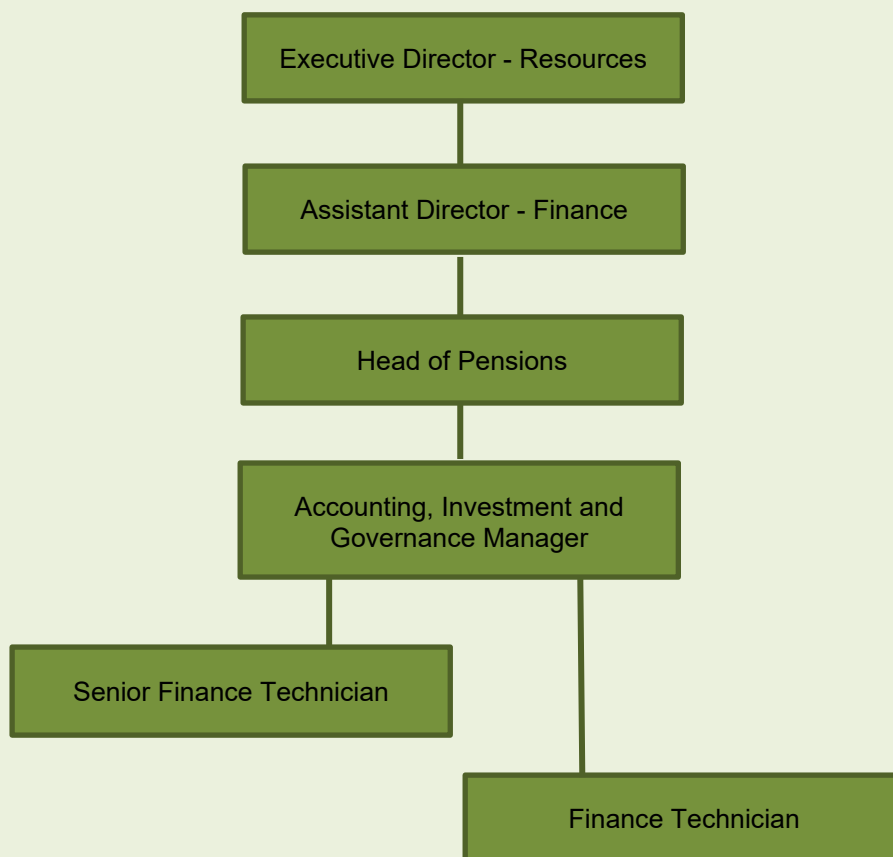 Executive Director - Resources
Assistant Director - Finance
Head of Pensions
Accounting, Investment and
Governance Manager
Senior Finance Technician
Finance Technician